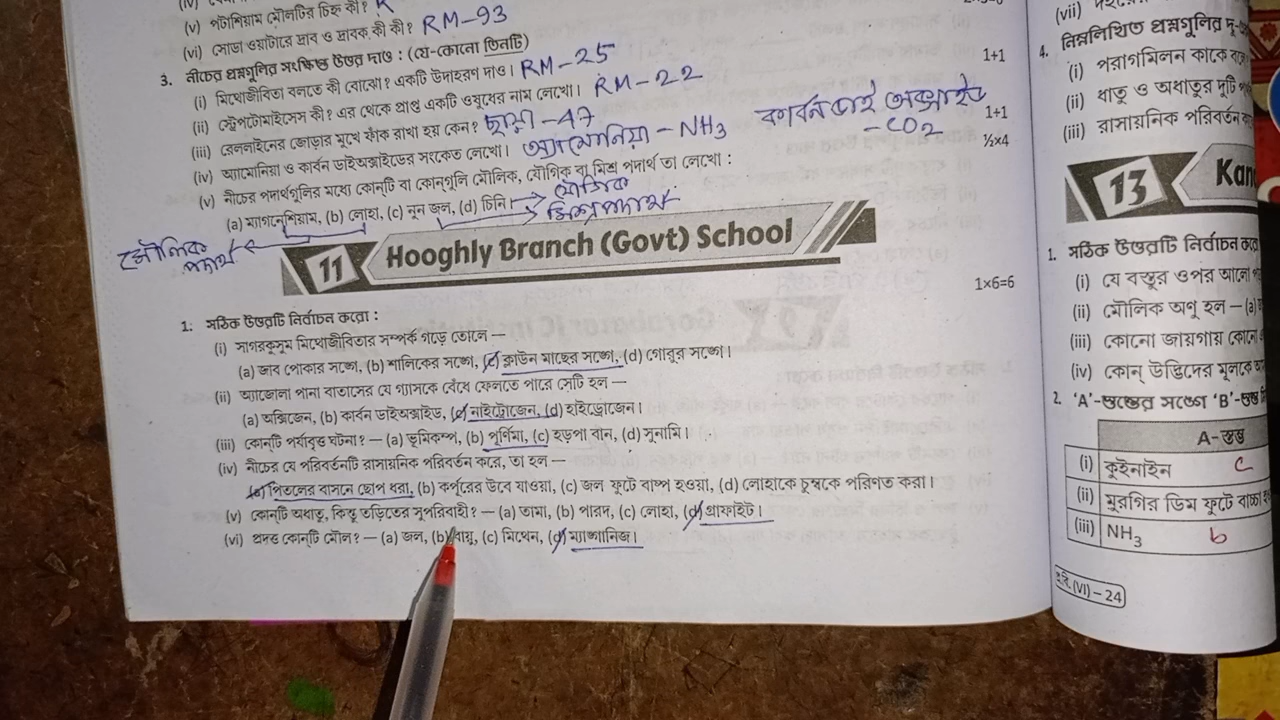 (v) পটাশিয়াম মৌলটির চিহ্ন কী?
(vi) সোডা ওয়াটারে দ্রাব ও দ্রাবক কী কী? RM-93
3. নীচের প্রশ্নগুলির সংক্ষিপ্ত উত্তর দাও : (যে-কোনো তিনটি)
(i) মিথোজীবিতা বলতে কী বোঝো? একটি উদাহরণ দাও। RM-25 1+1
(ii) স্ট্রেপটোমাইসেস কী? এর থেকে প্রাপ্ত একটি ওষুধের নাম লেখো। RM-22
(iii) রেললাইনের জোড়ার মুখে ফাঁক রাখা হয় কেন? ছায়া -47
(iv) অ্যামোনিয়া ও কার্বন ডাইঅক্সাইডের সংকেত লেখো। অ্যামোনিয়া - NH3 কার্বন ডাই অক্সাইড - CO2 1+1
(v) নীচের পদার্থগুলির মধ্যে কোন্‌টি বা কোন্‌গুলি মৌলিক, যৌগিক বা মিশ্র পদার্থ তা লেখো : ½×4
(a) ম্যাগনেশিয়াম, (b) লোহা, (c) নুন জল, (d) চিনি। যৌগিক
মিশ্র পদার্থ
মৌলিক পদার্থ
11 Hooghly Branch (Govt) School
1. সঠিক উত্তরটি নির্বাচন করো : 1×6=6
(i) সাগরকুসুম মিথোজীবিতার সম্পর্ক গড়ে তোলে —
(a) জাব পোকার সঙ্গে, (b) শালিকের সঙ্গে, (c) ক্লাউন মাছের সঙ্গে, (d) গোরুর সঙ্গে।
(ii) অ্যাজোলা পানা বাতাসের যে গ্যাসকে বেঁধে ফেলতে পারে সেটি হল —
(a) অক্সিজেন, (b) কার্বন ডাইঅক্সাইড, (c) নাইট্রোজেন, (d) হাইড্রোজেন।
(iii) কোন্‌টি পর্যাবৃত্ত ঘটনা? — (a) ভূমিকম্প, (b) পূর্ণিমা, (c) হড়পা বান, (d) সুনামি।
(iv) নীচের যে পরিবর্তনটি রাসায়নিক পরিবর্তন করে, তা হল —
(a) পিতলের বাসনে ছোপ ধরা, (b) কর্পূরের উবে যাওয়া, (c) জল ফুটে বাষ্প হওয়া, (d) লোহাকে চুম্বকে পরিণত করা।
(v) কোন্‌টি অধাতু, কিন্তু তড়িতের সুপরিবাহী? — (a) তামা, (b) পারদ, (c) লোহা, (d) গ্রাফাইট।
(vi) প্রদত্ত কোন্‌টি মৌল? — (a) জল, (b) বায়ু, (c) মিথেন, (d) ম্যাঙ্গানিজ।
(vii)
4. নিম্নলিখিত প্রশ্নগুলির
(i) পরাগমিলন কাকে
(ii) ধাতু ও অধাতুর দুটি
(iii) রাসায়নিক পরিবর্তন
13
1. সঠিক উত্তরটি নির্বাচন করো
(i) যে বস্তুর ওপর আলো
(ii) মৌলিক অণু হল — (a)
(iii) কোনো জায়গায় কোনো
(iv) কোন্ উদ্ভিদের মূলকে
2. ‘A’-স্তম্ভের সঙ্গে ‘B’-স্তম্ভ
A-স্তম্ভ
(i) কুইনাইন c
(ii) মুরগির ডিম ফুটে বাচ্চা
(iii) NH3 b
(VI) – 24